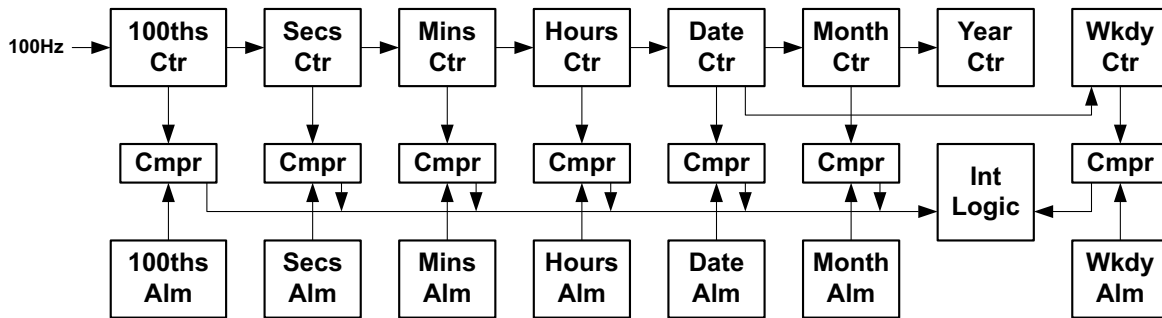 100Hz
100ths
Ctr
Secs
Ctr
Mins
Ctr
Hours
Ctr
Date
Ctr
Month
Ctr
Year
Ctr
Wkdy
Ctr
Cmpr
Cmpr
Cmpr
Cmpr
Cmpr
Cmpr
Int
Logic
Cmpr
100ths
Alm
Secs
Alm
Mins
Alm
Hours
Alm
Date
Alm
Month
Alm
Wkdy
Alm